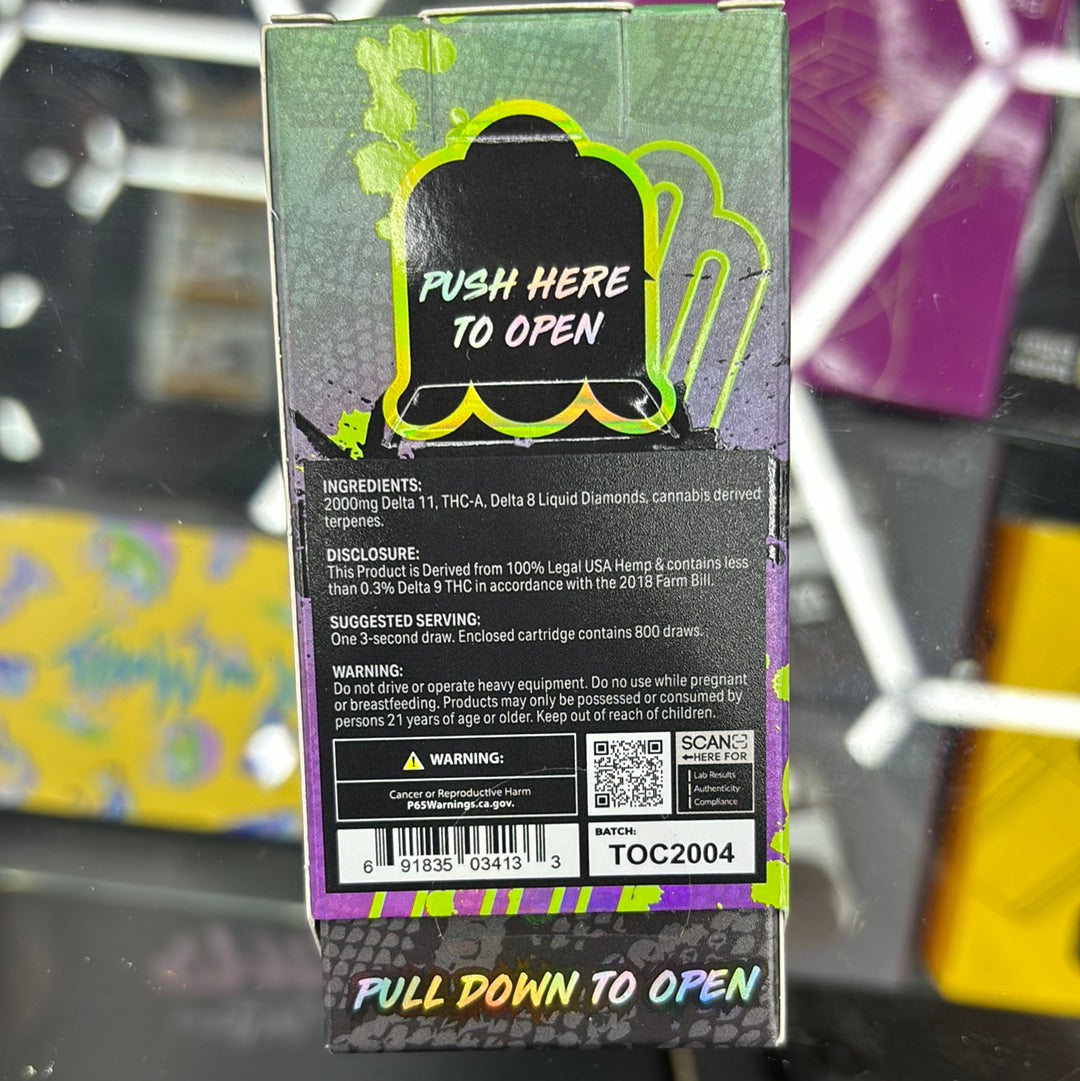 PUSH HERE
TO OPEN
INGREDIENTS:
2000mg Delta 11, THC-A, Delta 8 Liquid Diamonds, cannabis derived
terpenes.
DISCLOSURE:
This Product is Derived from 100% Legal USA Hemp & contains less
than 0.3% Delta 9 THC in accordance with the 2018 Farm Bill.
SUGGESTED SERVING:
One 3-second draw. Enclosed cartridge contains 800 draws.
WARNING:
Do not drive or operate heavy equipment. Do no use while pregnant
or breastfeeding. Products may only be possessed or consumed by
persons 21 years of age or older. Keep out of reach of children.
WARNING:
Cancer or Reproductive Harm
P65Warnings.ca.gov.
SCAN
HERE FOR
Lab Results
Authenticity
Compliance
6 91835 03413 3
BATCH:
TOC2004
PULL DOWN TO OPEN